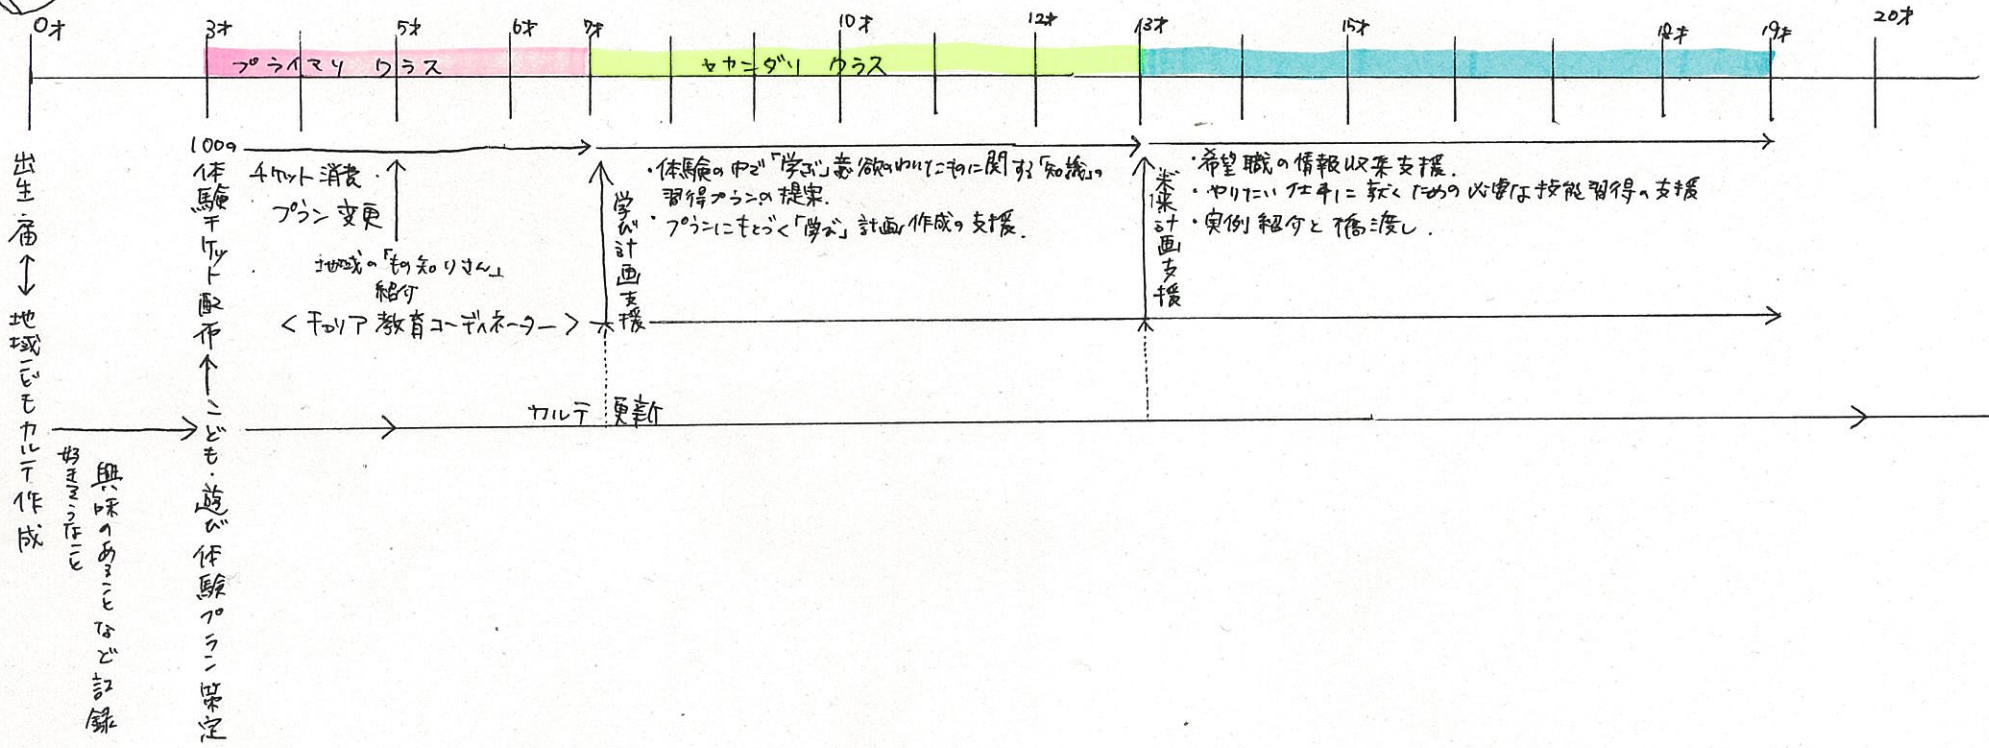 0才
3才
5才
6才
7才
10才
12才
13才
15才
18才
19才
20才
プライマリ クラス
セカンダリ クラス
出生届↔地域こどもカルテ作成
好きそうなこと
興味のあることなど記録
100の体験チケット配布←こども・遊び体験プラン策定
チケット消費・
プラン変更
地域の「もの知りさん」
紹介
<キャリア教育コーディネーター>
学び計画支援
・体験の中で「学ぶ」意欲のわいたものに関する「知識」の
習得プランの提案.
・プランにもとづく「学ぶ」計画作成の支援.
未来計画支援
・希望職の情報収集支援.
・やりたい仕事に就くための必要な技能習得の支援
・実例紹介と橋渡し.
カルテ更新